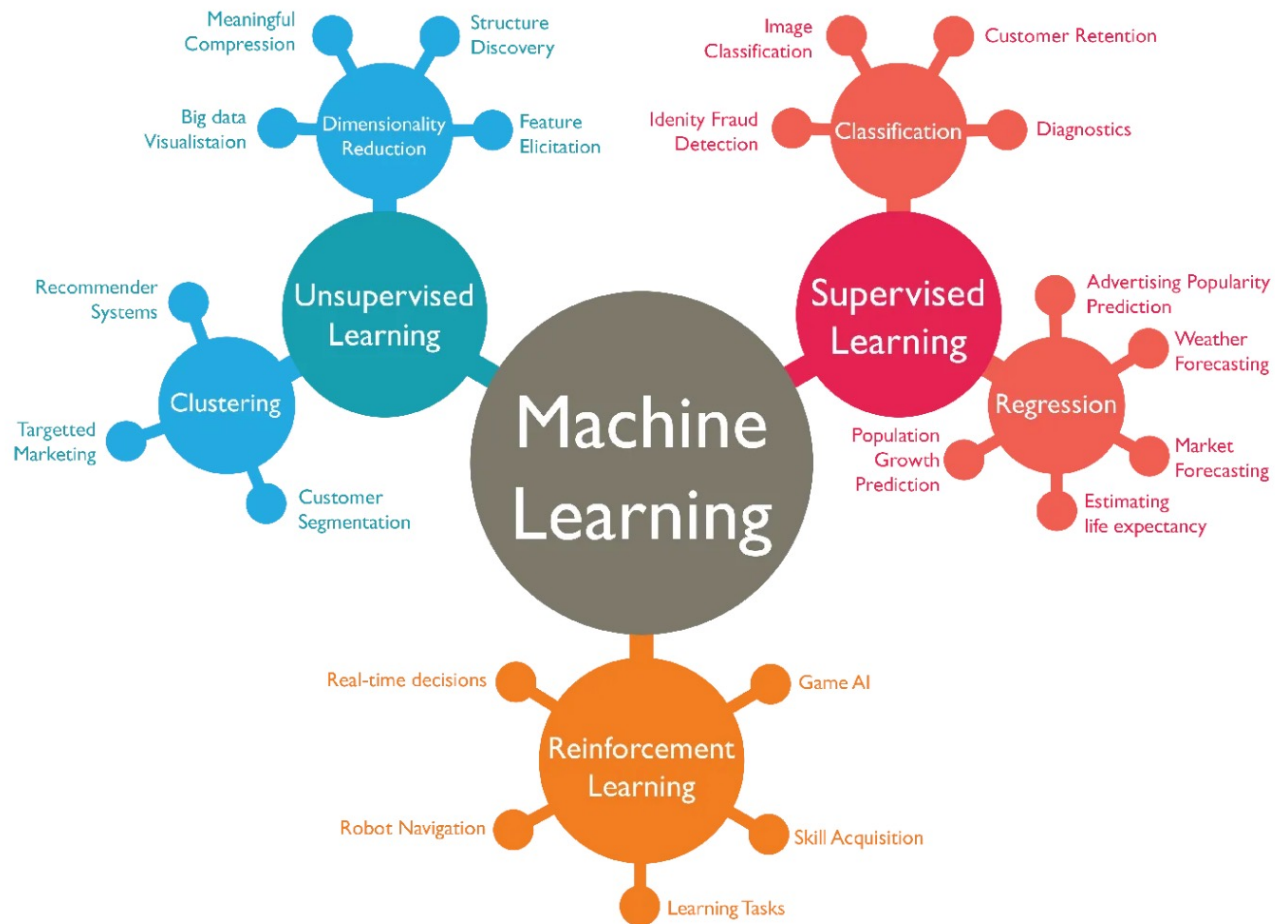 Meaningful
Compression
Structure
Discovery
Big data
Visualistaion
Dimensionality
Reduction
Feature
Elicitation
Unsupervised
Learning
Recommender
Systems
Clustering
Targetted
Marketing
Customer
Segmentation
Image
Classification
Customer Retention
Idenity Fraud
Detection
Classification
Diagnostics
Supervised
Learning
Advertising Popularity
Prediction
Weather
Forecasting
Regression
Population
Growth
Prediction
Market
Forecasting
Estimating
life expectancy
Machine
Learning
Real-time decisions
Game AI
Reinforcement
Learning
Robot Navigation
Skill Acquisition
Learning Tasks